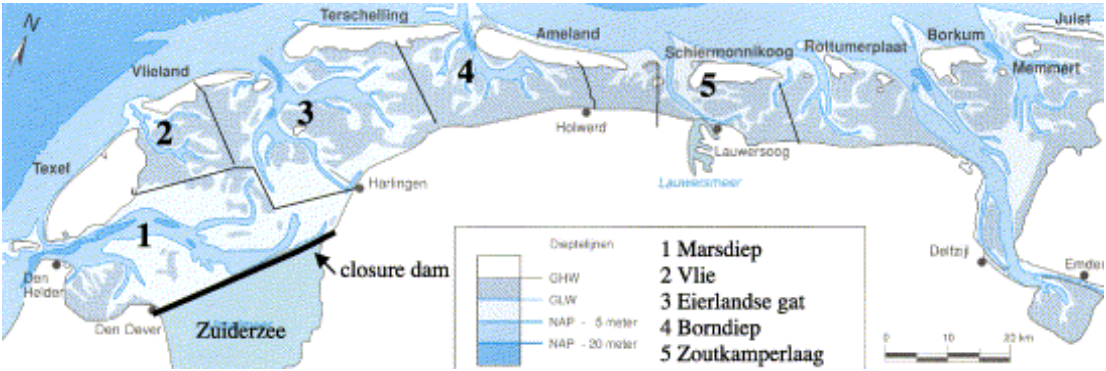 N
Terschelling
Ameland
Juist
Borkum
Rottumerplaat
Schiermonnikoog
Memmert
Vlieland
4
5
3
2
Holwerd
Texel
Lauwersoog
Lauwersmeer
Harlingen
1
closure dam
Den Helder
Den Oever
Zuiderzee
Delfzijl
Emden
Dieptelijnen
GHW
GLW
NAP - 5 meter
NAP - 20 meter
1 Marsdiep
2 Vlie
3 Eierlandse gat
4 Borndiep
5 Zoutkamperlaag
0 10 20 km